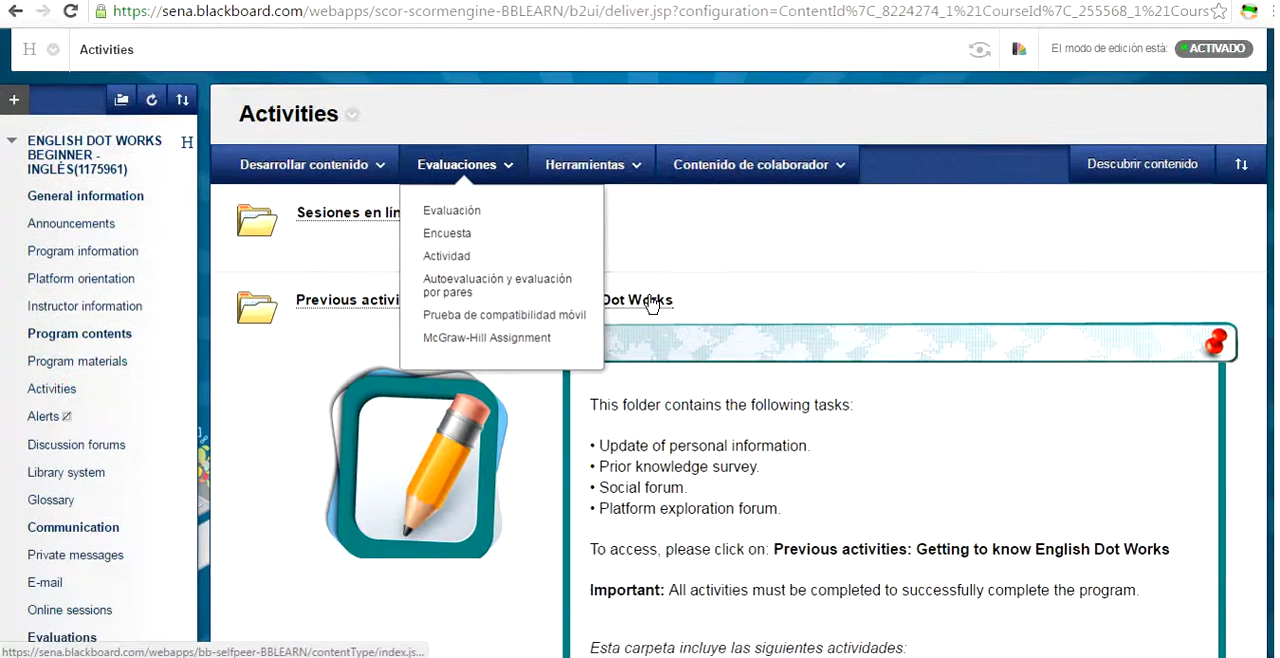 https://sena.blackboard.com/webapps/scor-scormengine-BBLEARN/b2ui/deliver.jsp?configuration=ContentId%7C_8224274_1%21CourseId%7C_255568_1%21Cours
H Activities
El modo de edición está: ACTIVADO
ENGLISH DOT WORKS
BEGINNER -
INGLÉS(1175961)
H
General information
Announcements
Program information
Platform orientation
Instructor information
Program contents
Program materials
Activities
Alerts
Discussion forums
Library system
Glossary
Communication
Private messages
E-mail
Online sessions
Evaluations
Activities
Desarrollar contenido Evaluaciones Herramientas Contenido de colaborador Descubrir contenido
Evaluación
Encuesta
Actividad
Autoevaluación y evaluación
por pares
Prueba de compatibilidad móvil
McGraw-Hill Assignment
Sesiones en lín
Previous activi Dot Works
This folder contains the following tasks:
• Update of personal information.
• Prior knowledge survey.
• Social forum.
• Platform exploration forum.
To access, please click on: Previous activities: Getting to know English Dot Works
Important: All activities must be completed to successfully complete the program.
Esta carpeta incluye las siguientes actividades:
https://sena.blackboard.com/webapps/bb-selfpeer-BBLEARN/contentType/index.js...